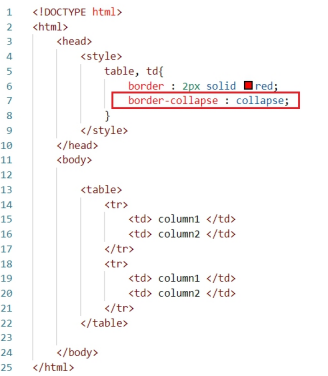 1 <!DOCTYPE html>
2 <html>
3 <head>
4 <style>
5 table, td{
6 border : 2px solid red;
7 border-collapse : collapse;
8 }
9 </style>
10 </head>
11 <body>
12
13 <table>
14 <tr>
15 <td> column1 </td>
16 <td> column2 </td>
17 </tr>
18 <tr>
19 <td> column1 </td>
20 <td> column2 </td>
21 </tr>
22 </table>
23
24 </body>
25 </html>